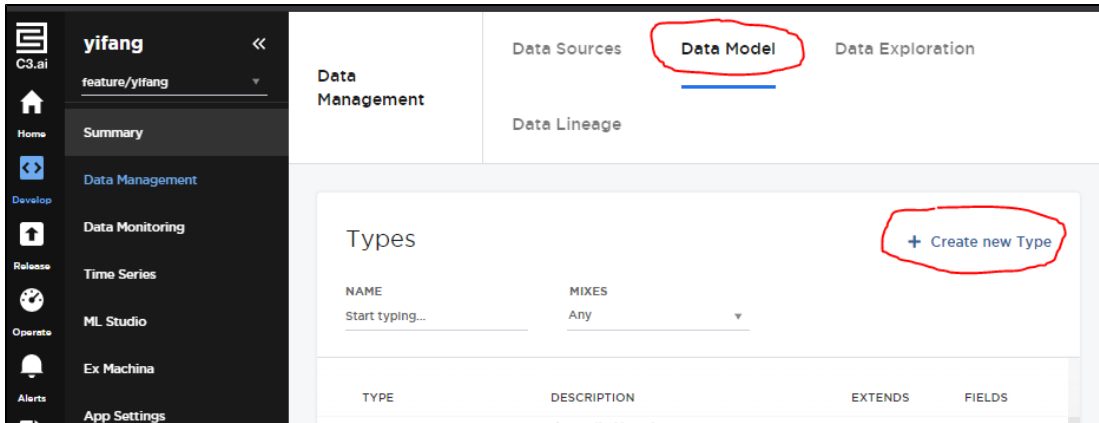 C3.ai
Home
Develop
Release
Operate
Alerts
yifang
feature/yifang
Summary
Data Management
Data Monitoring
Time Series
ML Studio
Ex Machina
App Settings
Data
Management
Data Sources
Data Model
Data Exploration
Data Lineage
Types
+ Create new Type
NAME
MIXES
Start typing...
Any
TYPE
DESCRIPTION
EXTENDS
FIELDS